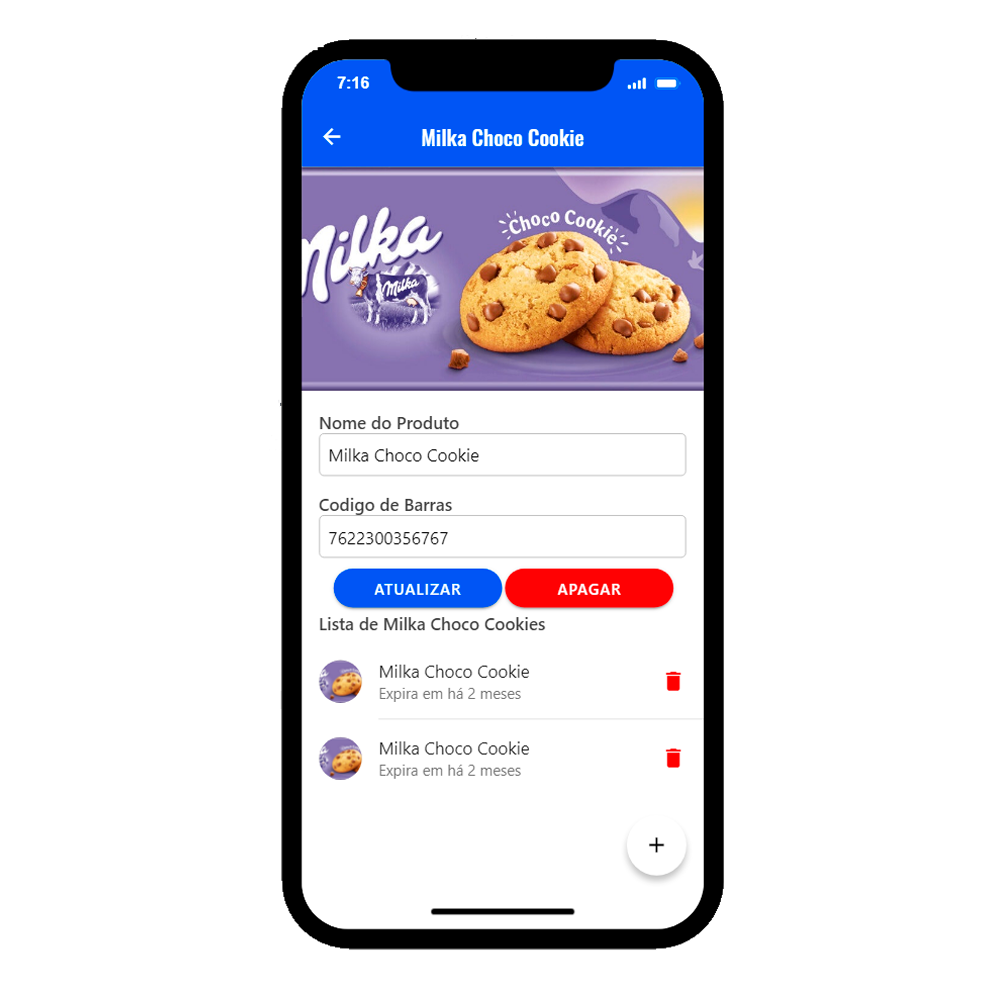 7:16
Milka Choco Cookie
Milka
Choco Cookie
Milka
Nome do Produto
Milka Choco Cookie
Codigo de Barras
7622300356767
ATUALIZAR APAGAR
Lista de Milka Choco Cookies
Milka Choco Cookie
Expira em há 2 meses
Milka Choco Cookie
Expira em há 2 meses
+